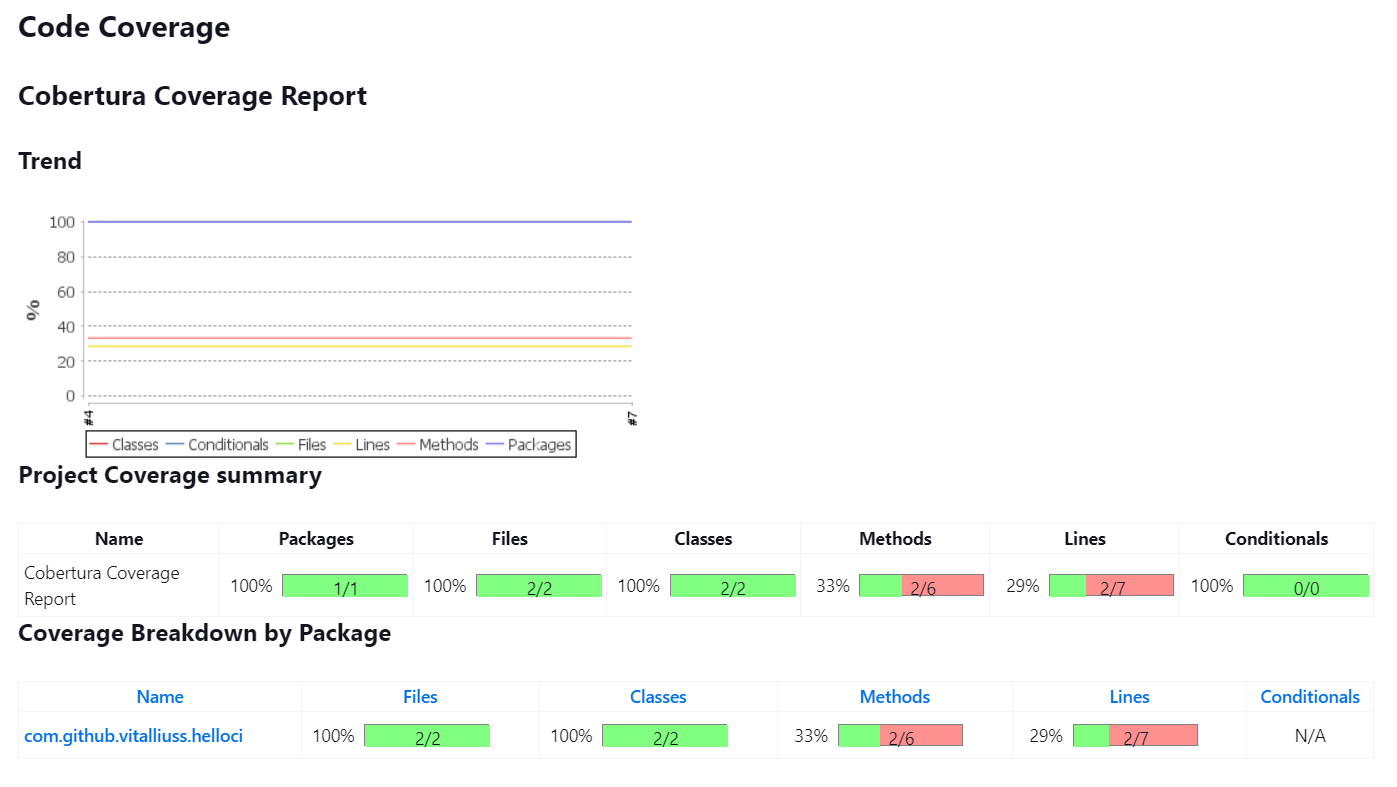 Code Coverage
Cobertura Coverage Report
Trend
100
80
60
40
20
0
%
#4 #7
Classes Conditionals Files Lines Methods Packages
Project Coverage summary
Name Packages Files Classes Methods Lines Conditionals
Cobertura Coverage
Report
100% 1/1 100% 2/2 100% 2/2 33% 2/6 29% 2/7 100% 0/0
Coverage Breakdown by Package
Name Files Classes Methods Lines Conditionals
com.github.vitalliuss.helloci 100% 2/2 100% 2/2 33% 2/6 29% 2/7 N/A